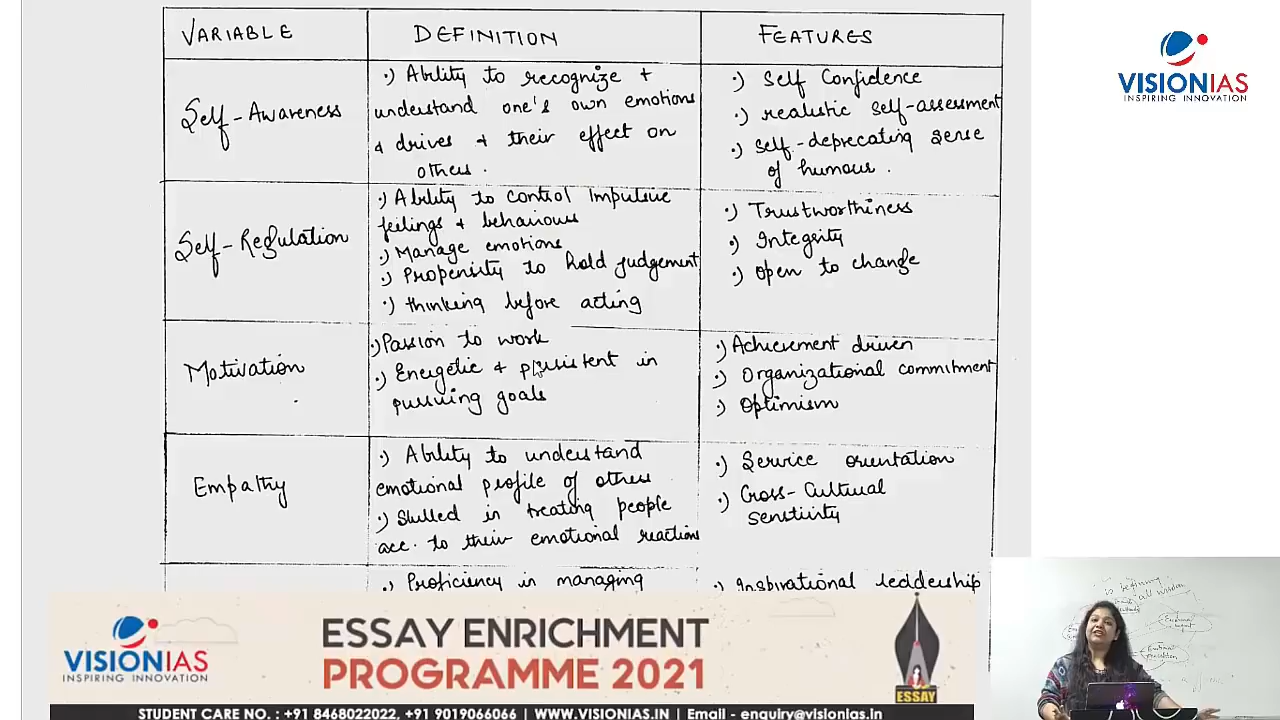 VARIABLE
DEFINITION
FEATURES
Self-Awareness
·) Ability to recognize +
understand one's own emotions
& drives & their effect on
others.
·) Self Confidence
·) realistic self-assessment
·) Self-deprecating sense
of humour.
Self-Regulation
·) Ability to control impulsive
feelings & behaviours
·) Manage emotions
·) Propensity to hold judgement
·) thinking before acting
·) Trustworthiness
·) Integrity
·) Open to change
Motivation
·) Passion to work
·) Energetic & persistent in
pursuing goals
·) Achievement driven
·) Organizational commitment
·) Optimism
Empathy
·) Ability to understand
emotional profile of others
·) Skilled in treating people
acc. to their emotional reactions
·) Service orientation
·) Cross-Cultural
sensitivity
·) Proficiency in managing
·) Inspirational leadership
VISIONIAS
INSPIRING INNOVATION
VISIONIAS
INSPIRING INNOVATION
ESSAY ENRICHMENT
PROGRAMME 2021
ESSAY
STUDENT CARE NO. : +91 8468022022, +91 9019066066 | WWW.VISIONIAS.IN | Email - enquiry@visionias.in